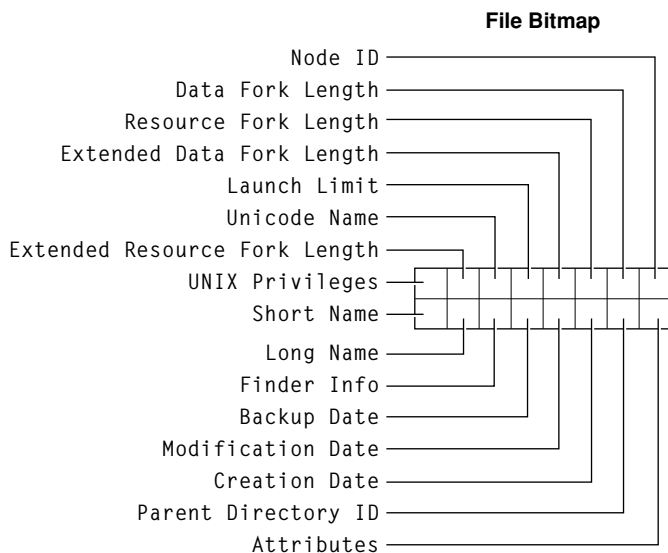 File Bitmap
Node ID
Data Fork Length
Resource Fork Length
Extended Data Fork Length
Launch Limit
Unicode Name
Extended Resource Fork Length
UNIX Privileges
Short Name
Long Name
Finder Info
Backup Date
Modification Date
Creation Date
Parent Directory ID
Attributes